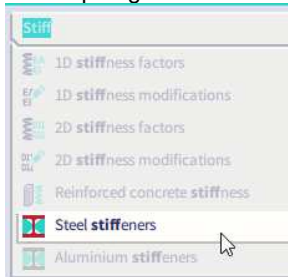 Stiff
1D stiffness factors
1D stiffness modifications
2D stiffness factors
2D stiffness modifications
Reinforced concrete stiffness
Steel stiffeners
Aluminium stiffeners